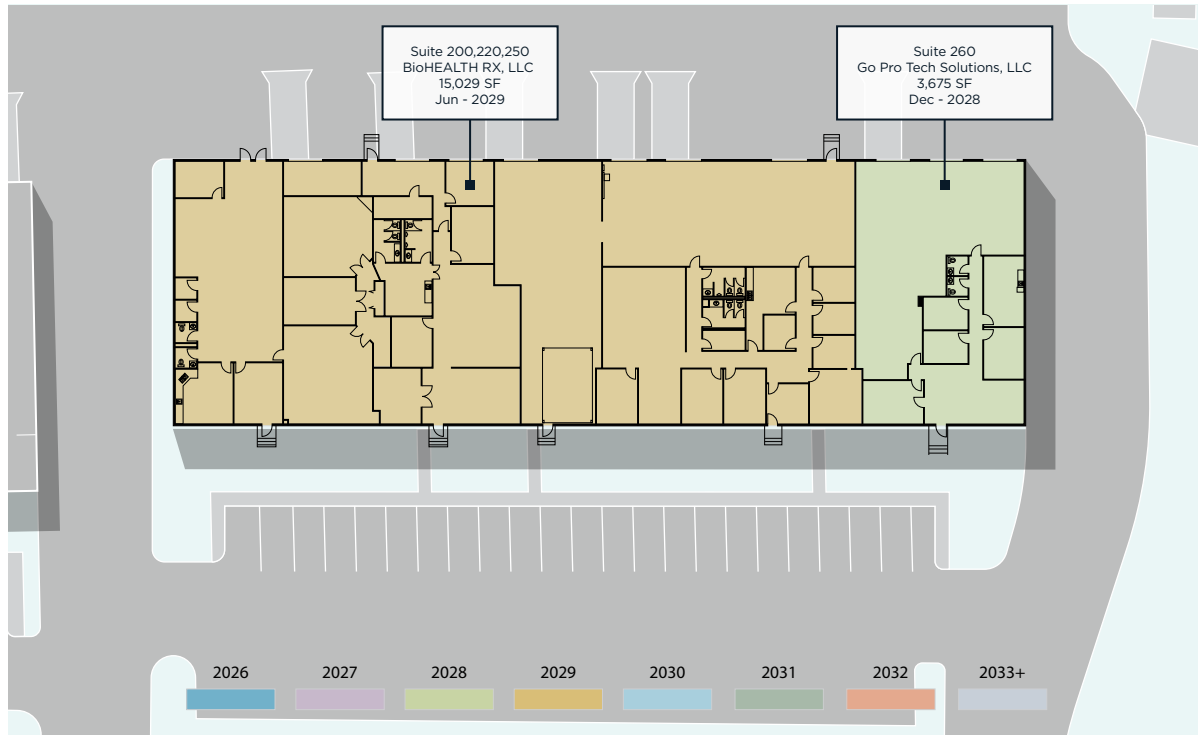 Suite 200,220,250
BioHEALTH RX, LLC
15,029 SF
Jun - 2029
Suite 260
Go Pro Tech Solutions, LLC
3,675 SF
Dec - 2028
2026
2027
2028
2029
2030
2031
2032
2033+